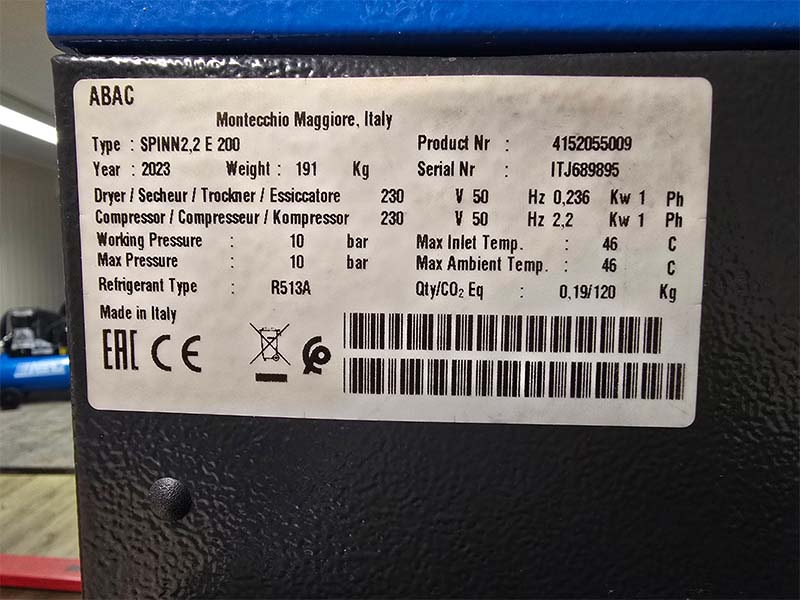 ABAC
Montecchio Maggiore, Italy
Type : SPINN2,2 E 200 Product Nr : 4152055009
Year : 2023 Weight : 191 Kg Serial Nr : ITJ689895
Dryer / Secheur / Trockner / Essiccatore 230 V 50 Hz 0,236 Kw 1 Ph
Compressor / Compresseur / Kompressor 230 V 50 Hz 2,2 Kw 1 Ph
Working Pressure : 10 bar Max Inlet Temp. : 46 C
Max Pressure : 10 bar Max Ambient Temp. : 46 C
Refrigerant Type : R513A Qty/CO₂ Eq : 0,19/120 Kg
Made in Italy
EAC CE